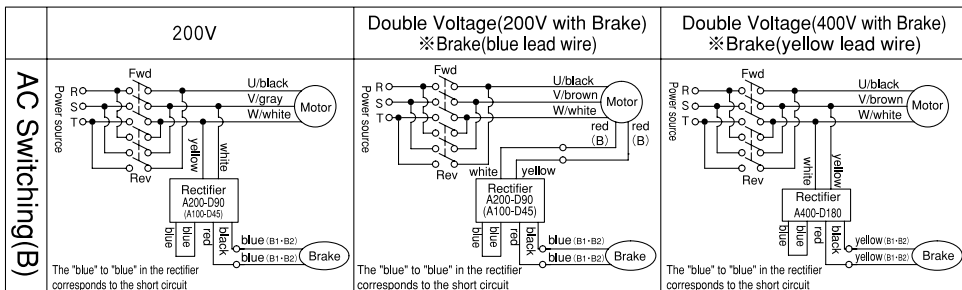 200V
Double Voltage(200V with Brake)
※Brake(blue lead wire)
Double Voltage(400V with Brake)
※Brake(yellow lead wire)
AC Switching(B)
Power source
R
S
T
Fwd
Rev
U/black
V/gray
W/white
Motor
yellow
white
Rectifier
A200-D90
(A100-D45)
blue
blue
red
black
blue (B1·B2)
blue (B1·B2)
Brake
The "blue" to "blue" in the rectifier
corresponds to the short circuit
Power source
R
S
T
Fwd
Rev
U/black
V/brown
W/white
Motor
red
(B)
red
(B)
white
yellow
Rectifier
A200-D90
(A100-D45)
blue
blue
red
black
blue (B1·B2)
blue (B1·B2)
Brake
The "blue" to "blue" in the rectifier
corresponds to the short circuit
Power source
R
S
T
Fwd
Rev
U/black
V/brown
W/white
Motor
white
yellow
Rectifier
A400-D180
blue
blue
red
black
yellow (B1·B2)
yellow (B1·B2)
Brake
The "blue" to "blue" in the rectifier
corresponds to the short circuit